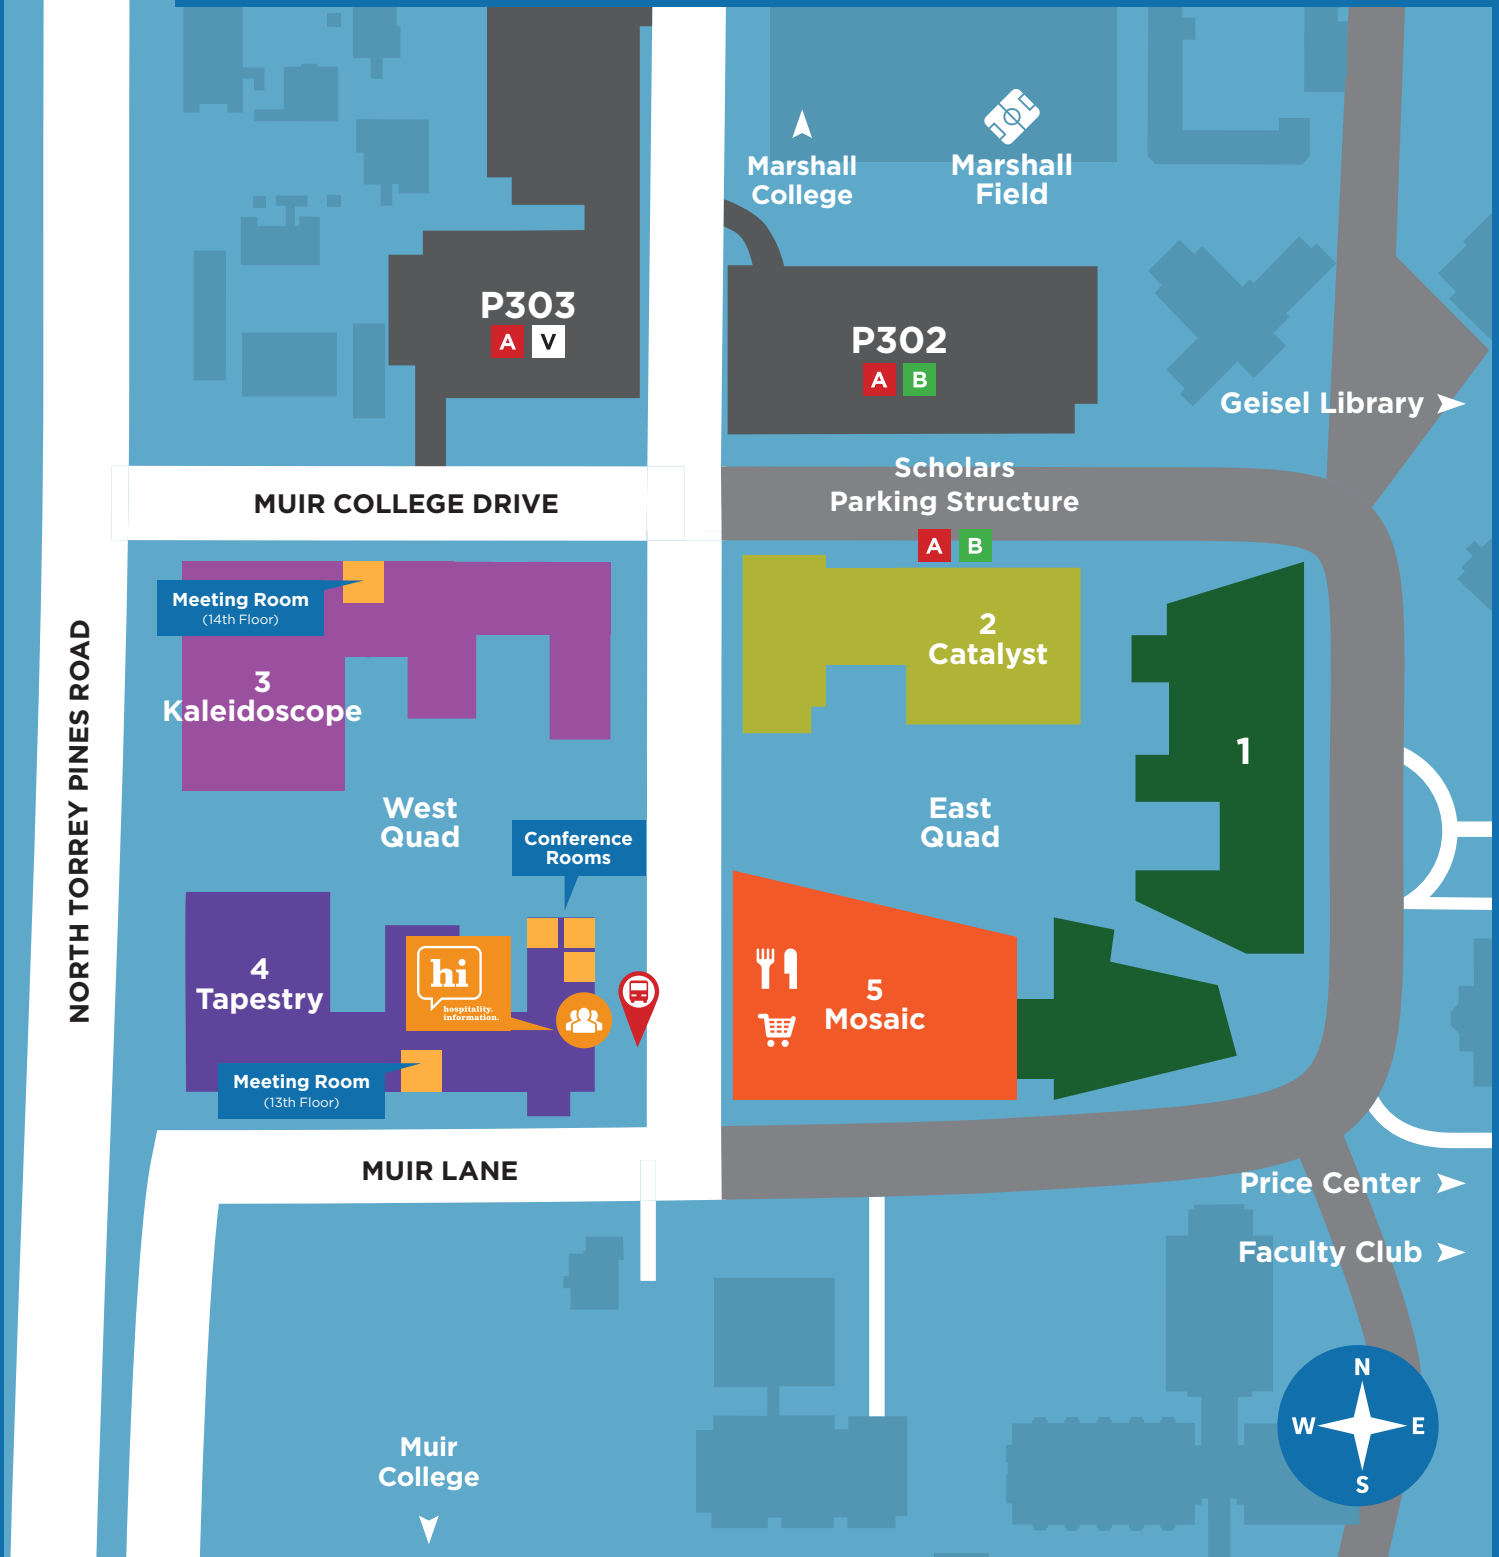 Marshall
College
Marshall
Field
P303
A V
P302
A B
Geisel Library
Scholars
Parking Structure
A B
MUIR COLLEGE DRIVE
NORTH TORREY PINES ROAD
Meeting Room
(14th Floor)
3
Kaleidoscope
2
Catalyst
1
West
Quad
East
Quad
Conference
Rooms
4
Tapestry
hi
hospitality.
information.
5
Mosaic
Meeting Room
(13th Floor)
MUIR LANE
Price Center
Faculty Club
Muir
College
N
W E
S